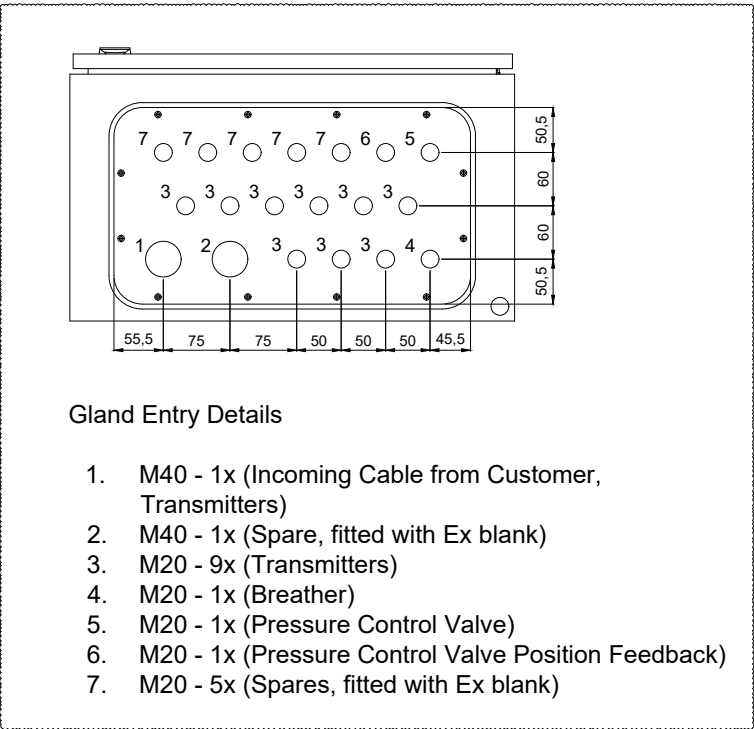 7 7 7 7 7 6 5
50,5
3 3 3 3 3 3
60
60
1 2 3 3 3 4
50,5
55,5 75 75 50 50 50 45,5
Gland Entry Details
1. M40 - 1x (Incoming Cable from Customer,
Transmitters)
2. M40 - 1x (Spare, fitted with Ex blank)
3. M20 - 9x (Transmitters)
4. M20 - 1x (Breather)
5. M20 - 1x (Pressure Control Valve)
6. M20 - 1x (Pressure Control Valve Position Feedback)
7. M20 - 5x (Spares, fitted with Ex blank)